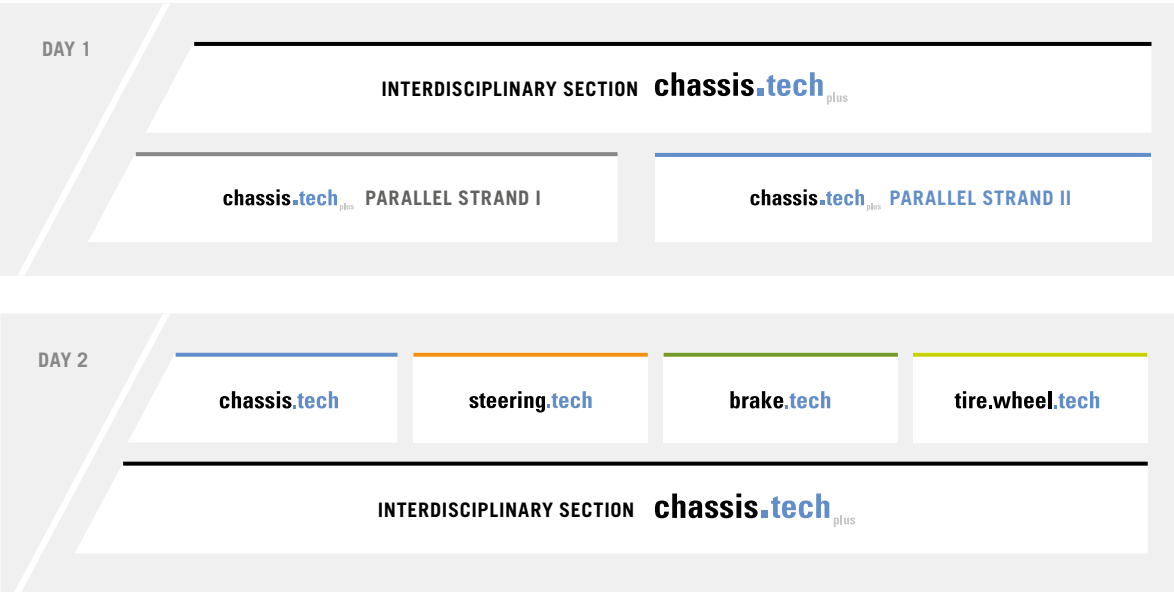 DAY 1
INTERDISCIPLINARY SECTION chassis.tech plus
chassis.tech plus PARALLEL STRAND I
chassis.tech plus PARALLEL STRAND II
DAY 2
chassis.tech
steering.tech
brake.tech
tire.wheel.tech
INTERDISCIPLINARY SECTION chassis.tech plus